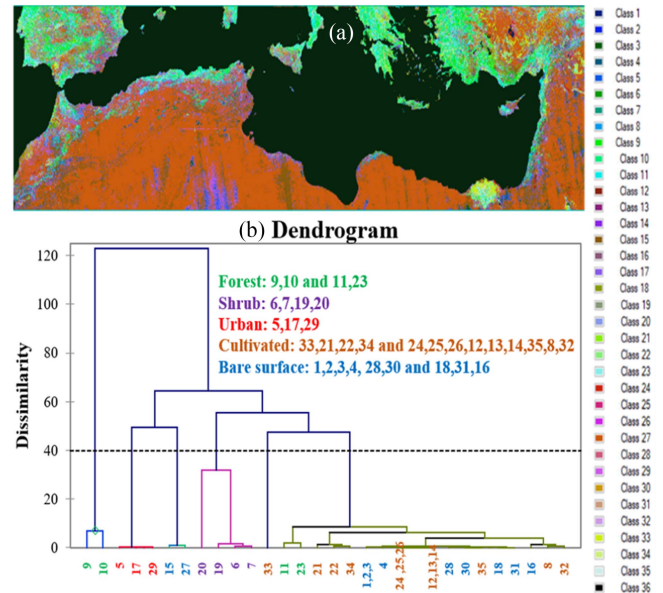 (a)
Class 1
Class 2
Class 3
Class 4
Class 5
Class 6
Class 7
Class 8
Class 9
Class 10
Class 11
Class 12
Class 13
Class 14
Class 15
Class 16
Class 17
Class 18
Class 19
Class 20
Class 21
Class 22
Class 23
Class 24
Class 25
Class 26
Class 27
Class 28
Class 29
Class 30
Class 31
Class 32
Class 33
Class 34
Class 35
Class 36
(b) Dendrogram
Dissimilarity
120
100
80
60
40
20
0
Forest: 9,10 and 11,23
Shrub: 6,7,19,20
Urban: 5,17,29
Cultivated: 33,21,22,34 and 24,25,26,12,13,14,35,8,32
Bare surface: 1,2,3,4, 28,30 and 18,31,16
9 10 5 17 29 15 27 20 19 6 7 33 11 23 21 22 34 1,2,3 4 24 ,25,26 12,13,14 28 30 35 18 31 16 8 32